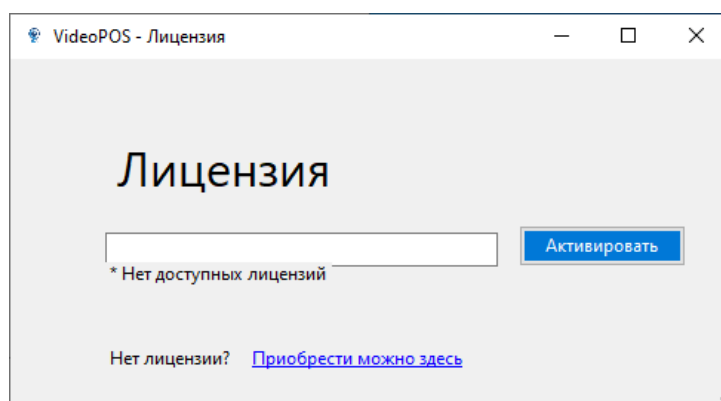 VideoPOS - Лицензия
Лицензия
Активировать
* Нет доступных лицензий
Нет лицензии? Приобрести можно здесь